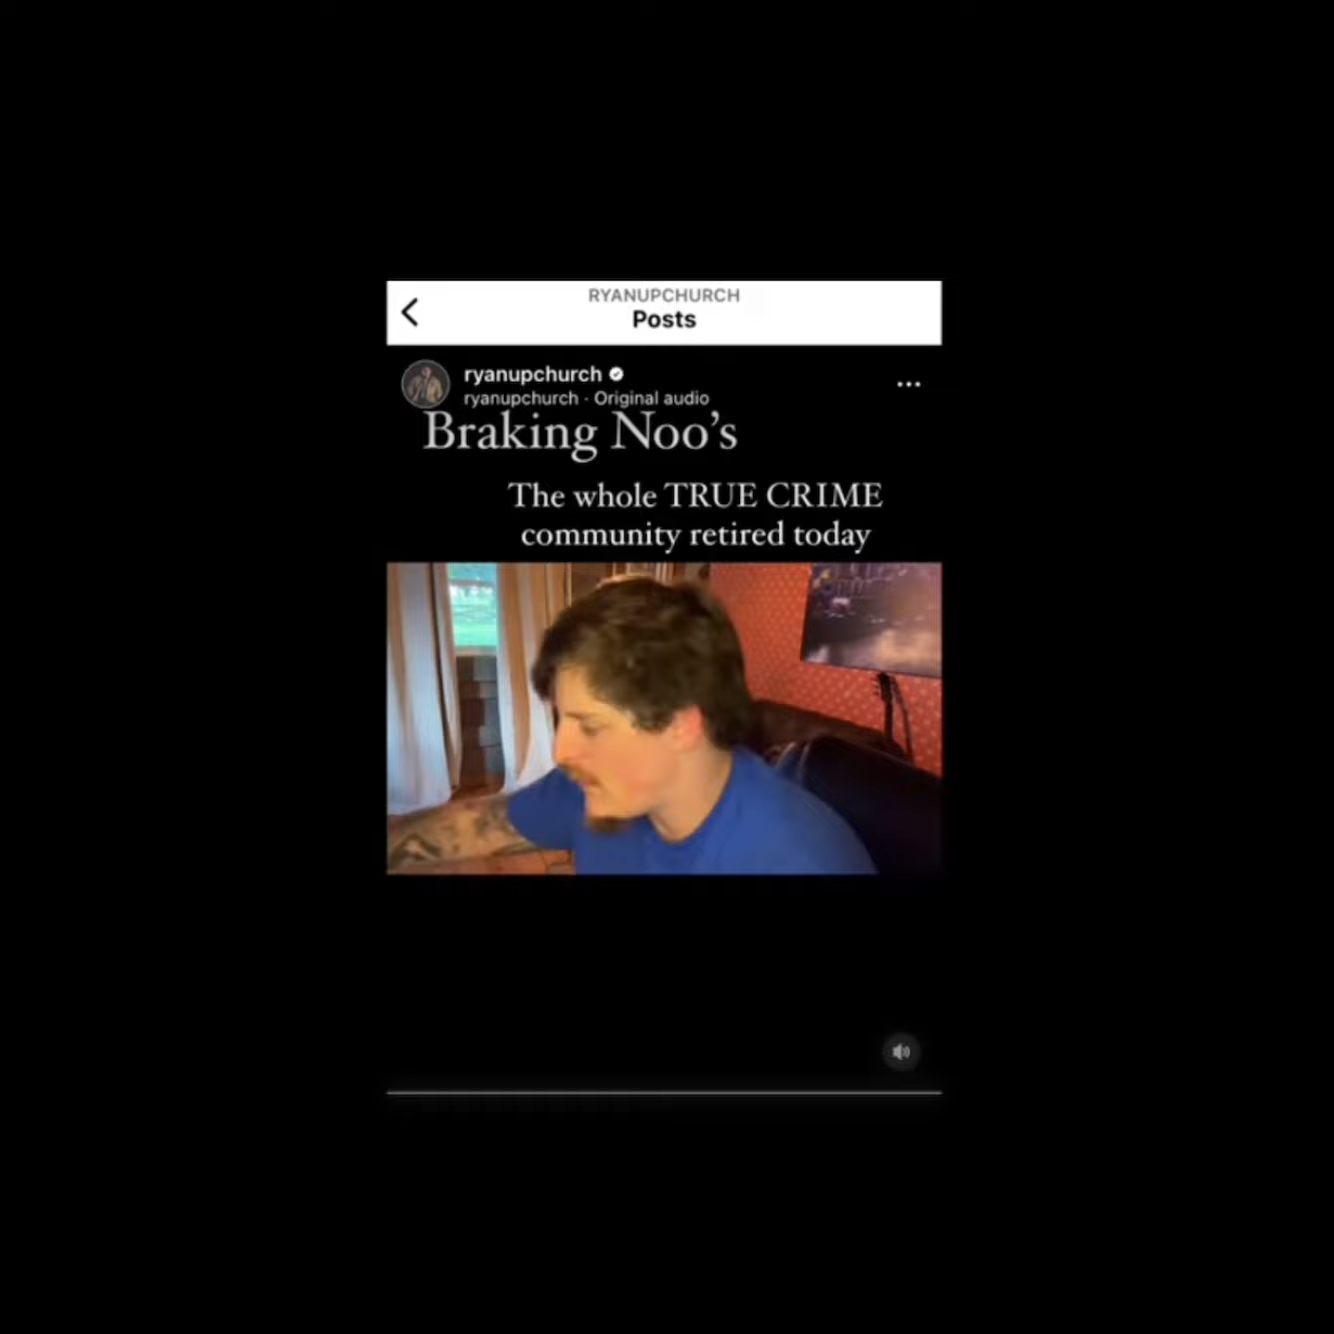 RYANUPCHURCH
Posts
ryanupchurch
ryanupchurch · Original audio
Braking Noo’s
The whole TRUE CRIME
community retired today